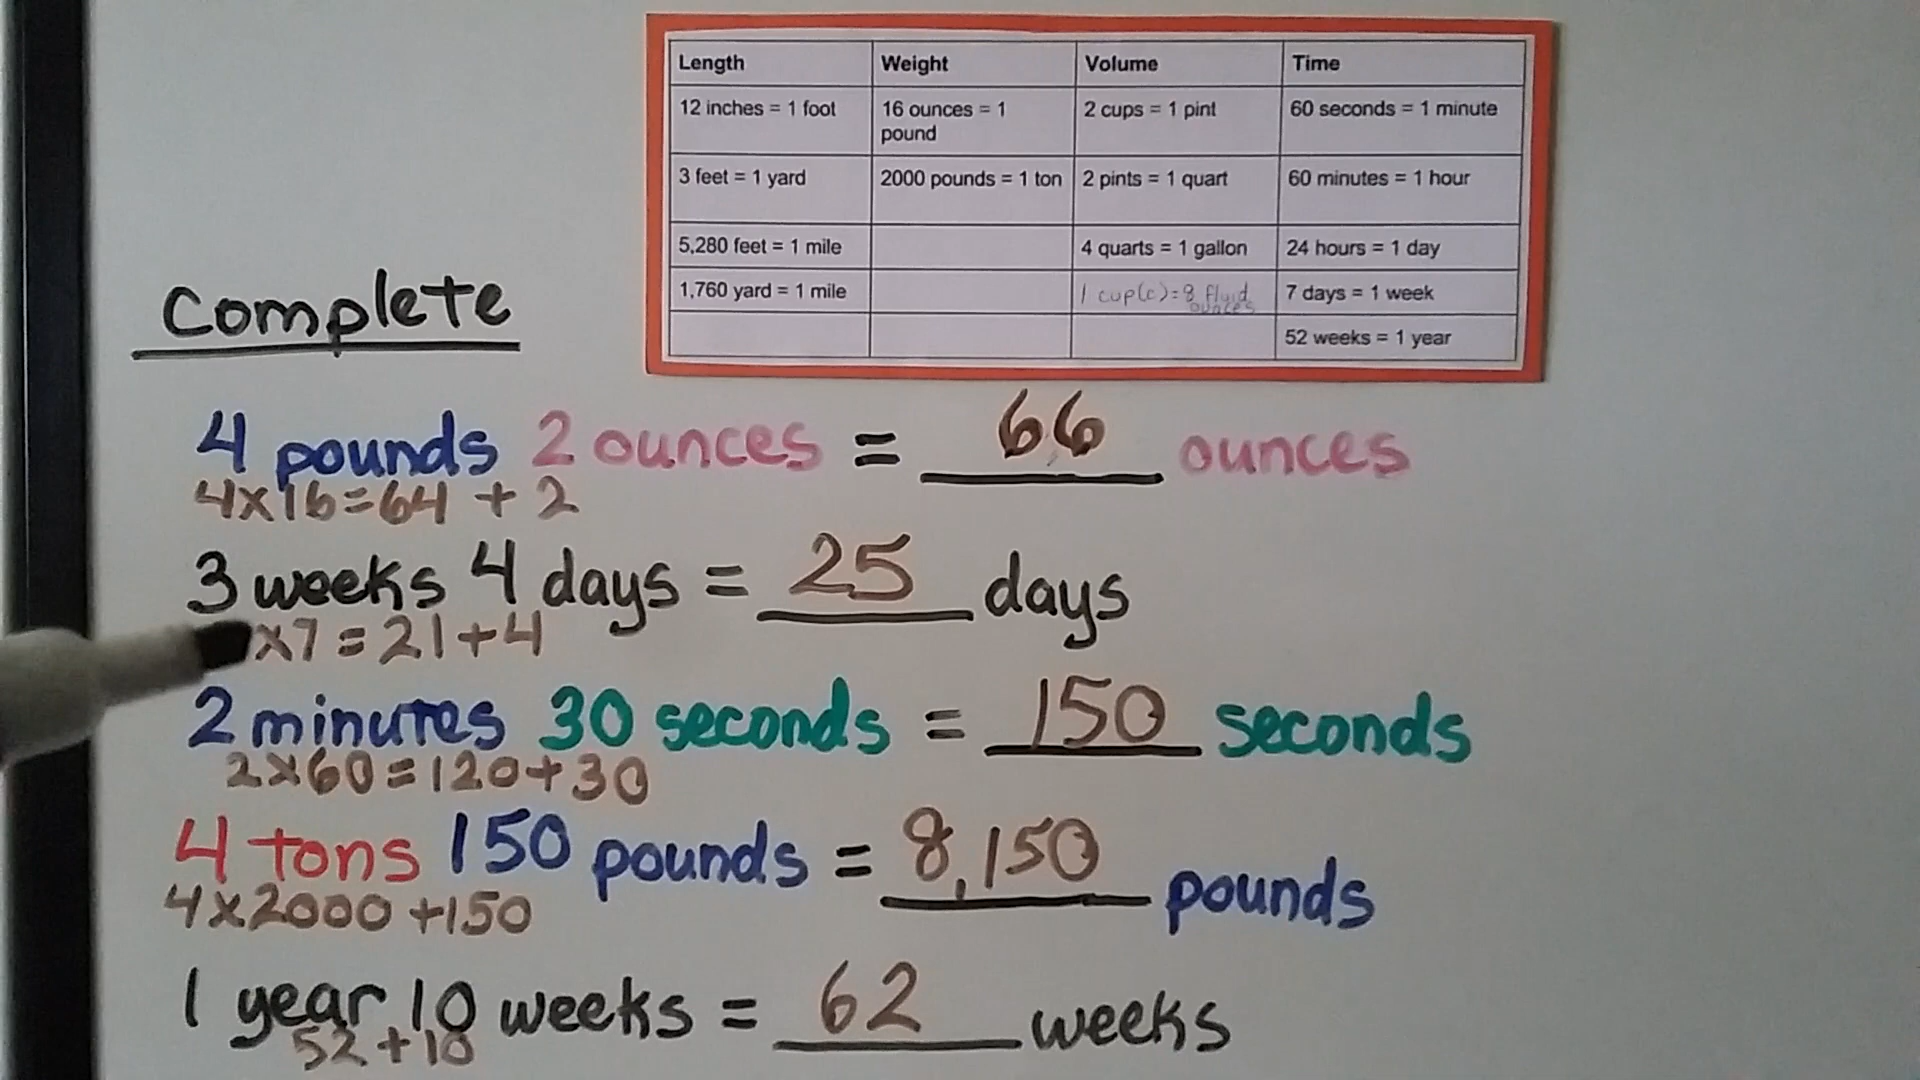 Length Weight Volume Time
12 inches = 1 foot 16 ounces = 1 pound 2 cups = 1 pint 60 seconds = 1 minute
3 feet = 1 yard 2000 pounds = 1 ton 2 pints = 1 quart 60 minutes = 1 hour
5,280 feet = 1 mile 4 quarts = 1 gallon 24 hours = 1 day
1,760 yard = 1 mile 1 cup(c) = 8 fluid ounces 7 days = 1 week
52 weeks = 1 year
Complete
4 pounds 2 ounces = 66 ounces
4x16=64 + 2
3 weeks 4 days = 25 days
x7=21+4
2 minutes 30 seconds = 150 seconds
2x60=120+30
4 tons 150 pounds = 8,150 pounds
4x2000+150
1 year 10 weeks = 62 weeks
52+10